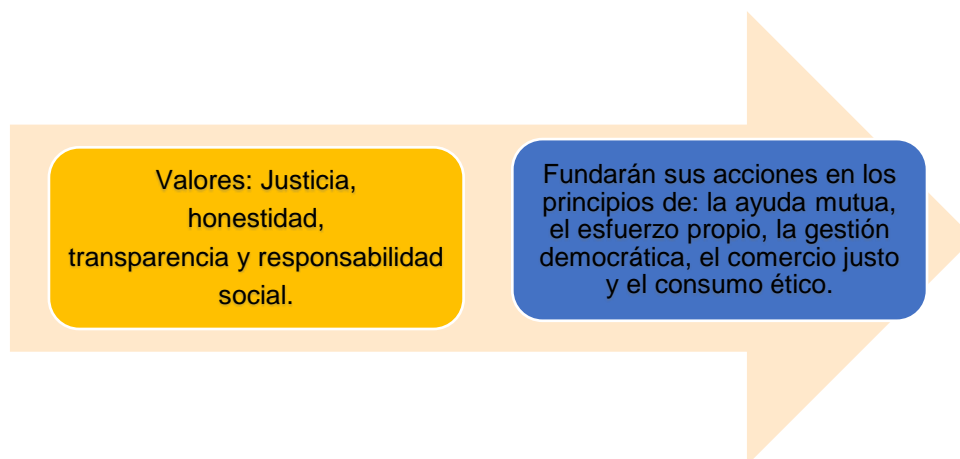 Valores: Justicia,
honestidad,
transparencia y responsabilidad
social.
Fundarán sus acciones en los
principios de: la ayuda mutua,
el esfuerzo propio, la gestión
democrática, el comercio justo
y el consumo ético.